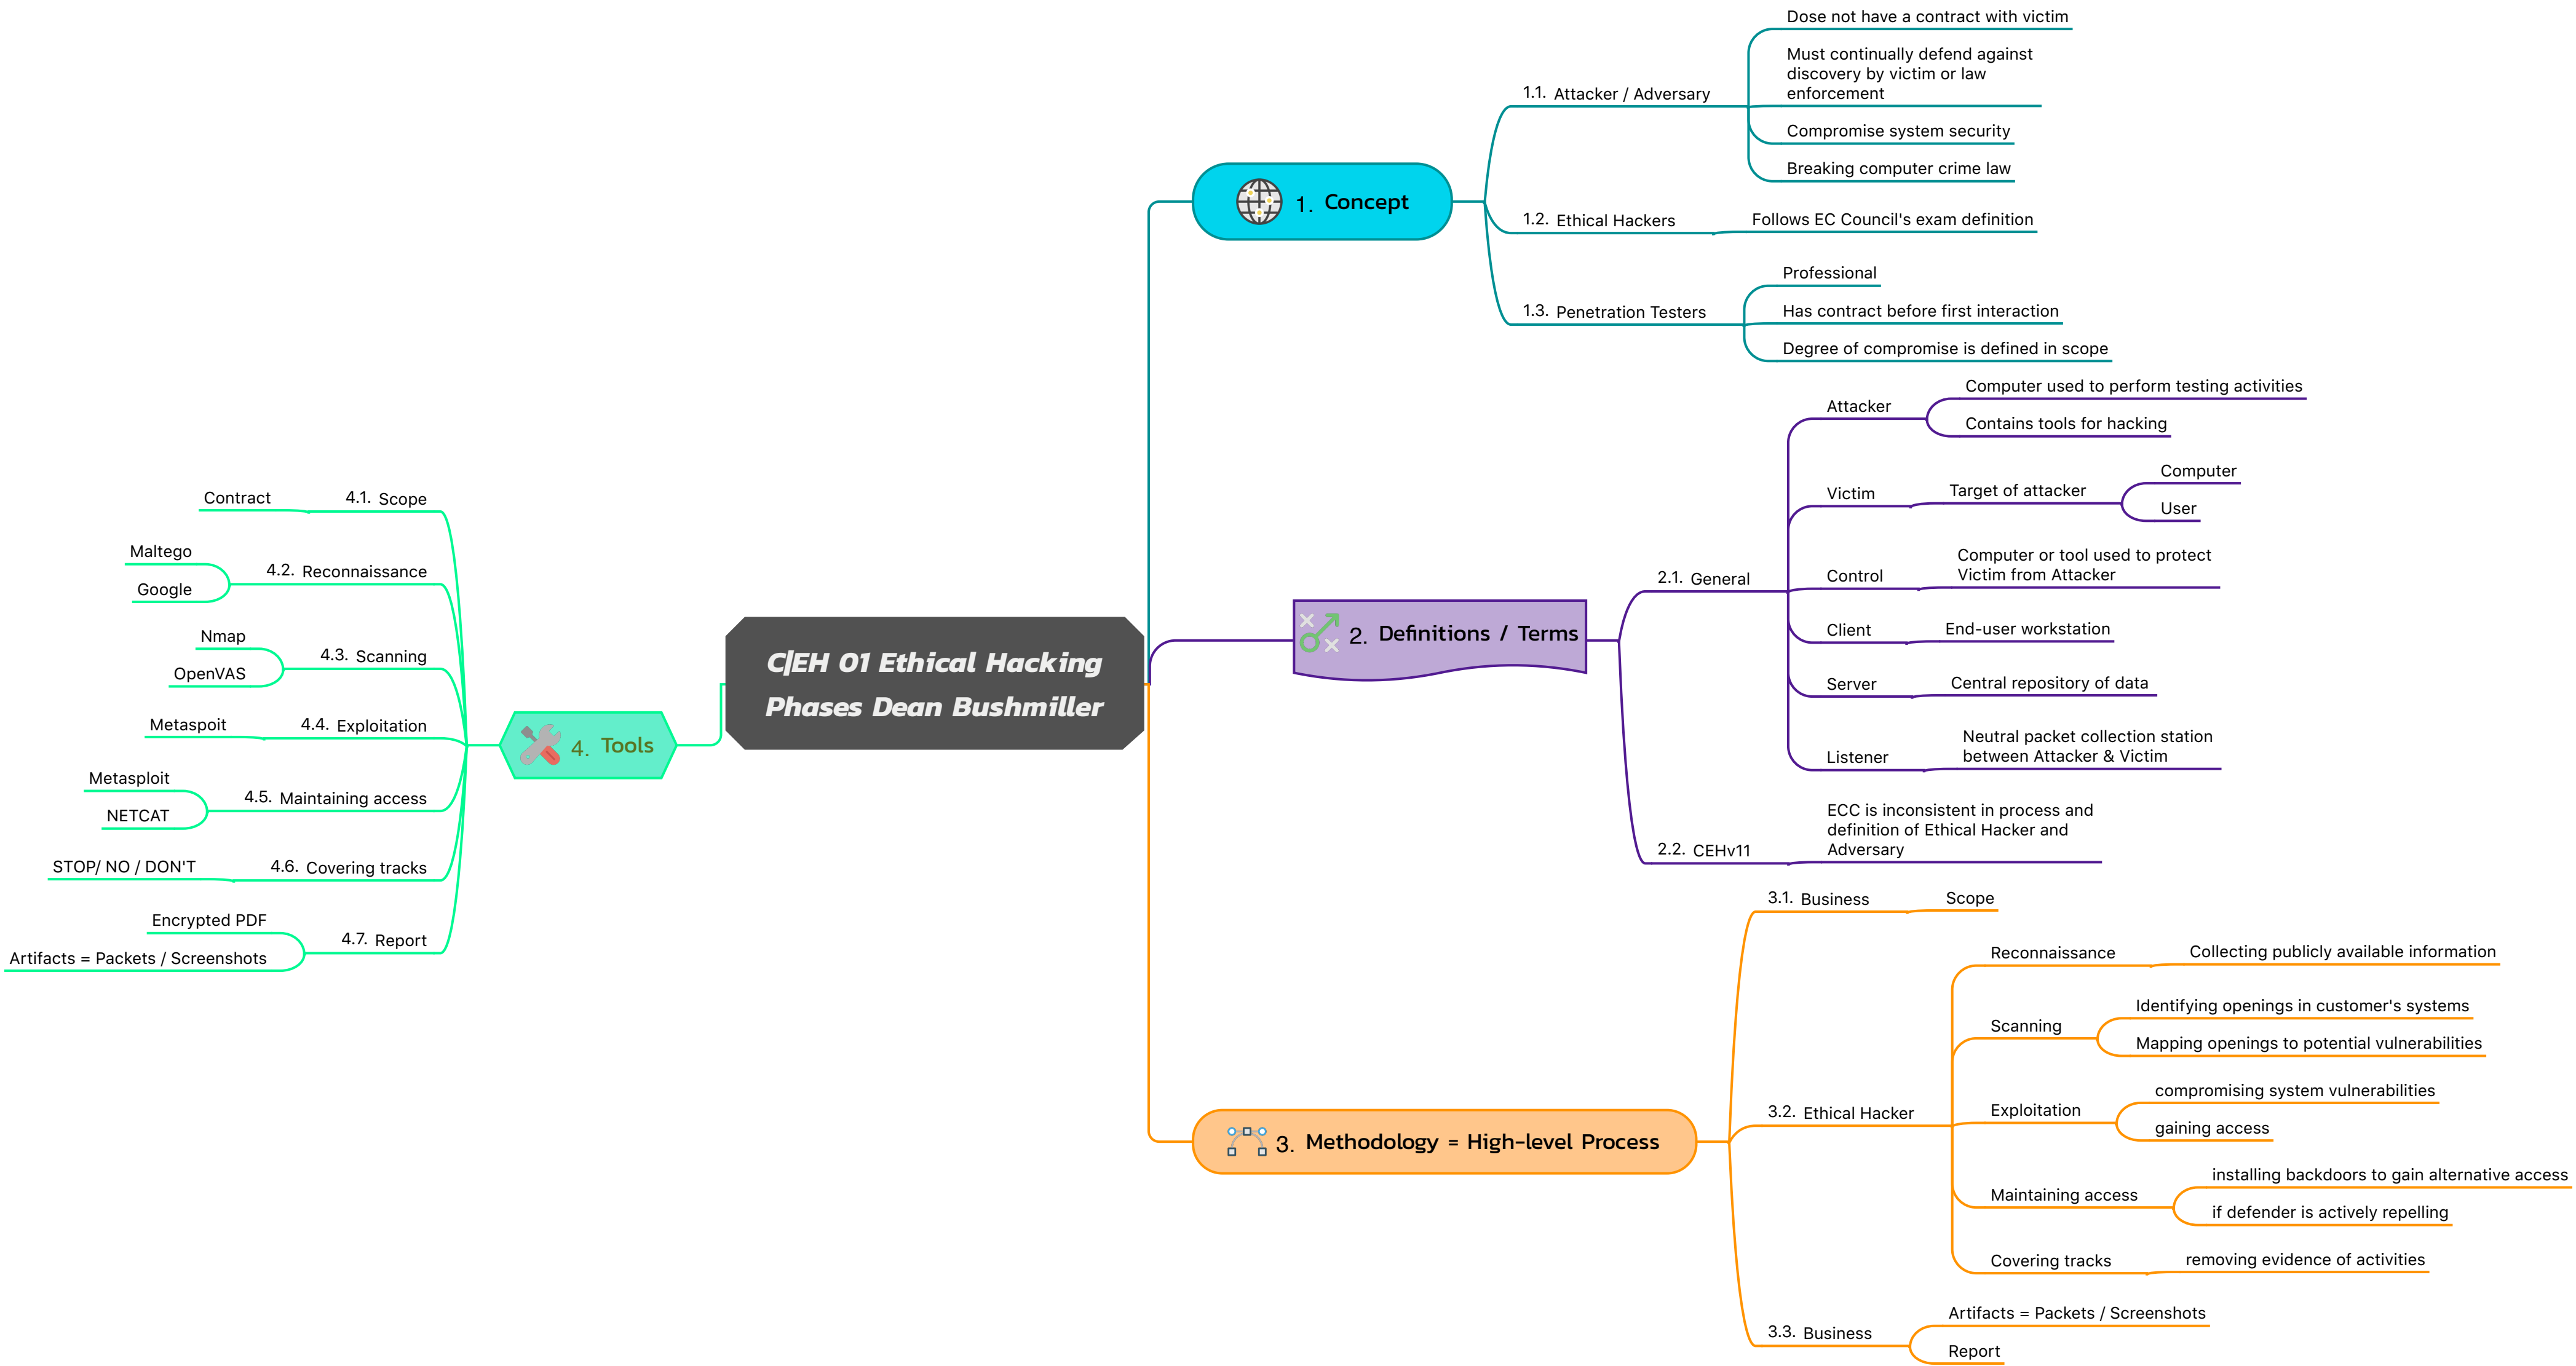 C|EH 01 Ethical Hacking
Phases Dean Bushmiller
1. Concept
1.1. Attacker / Adversary
Dose not have a contract with victim
Must continually defend against
discovery by victim or law
enforcement
Compromise system security
Breaking computer crime law
1.2. Ethical Hackers
Follows EC Council's exam definition
1.3. Penetration Testers
Professional
Has contract before first interaction
Degree of compromise is defined in scope
2. Definitions / Terms
2.1. General
Attacker
Computer used to perform testing activities
Contains tools for hacking
Victim
Target of attacker
Computer
User
Control
Computer or tool used to protect
Victim from Attacker
Client
End-user workstation
Server
Central repository of data
Listener
Neutral packet collection station
between Attacker & Victim
2.2. CEHv11
ECC is inconsistent in process and
definition of Ethical Hacker and
Adversary
3. Methodology = High-level Process
3.1. Business
Scope
3.2. Ethical Hacker
Reconnaissance
Collecting publicly available information
Scanning
Identifying openings in customer's systems
Mapping openings to potential vulnerabilities
Exploitation
compromising system vulnerabilities
gaining access
Maintaining access
installing backdoors to gain alternative access
if defender is actively repelling
Covering tracks
removing evidence of activities
3.3. Business
Artifacts = Packets / Screenshots
Report
4. Tools
4.1. Scope
Contract
4.2. Reconnaissance
Maltego
Google
4.3. Scanning
Nmap
OpenVAS
4.4. Exploitation
Metaspoit
4.5. Maintaining access
Metasploit
NETCAT
4.6. Covering tracks
STOP/ NO / DON'T
4.7. Report
Encrypted PDF
Artifacts = Packets / Screenshots